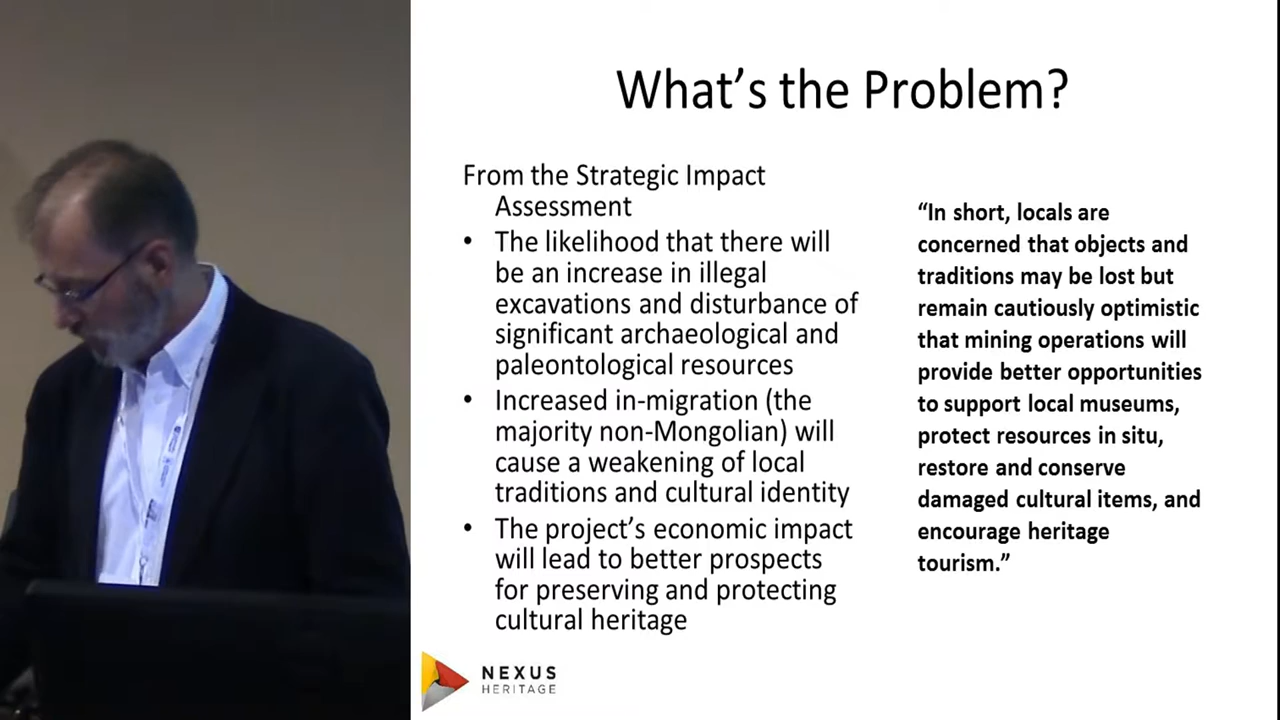 What's the Problem?
From the Strategic Impact
Assessment
• The likelihood that there will
be an increase in illegal
excavations and disturbance of
significant archaeological and
paleontological resources
• Increased in-migration (the
majority non-Mongolian) will
cause a weakening of local
traditions and cultural identity
• The project's economic impact
will lead to better prospects
for preserving and protecting
cultural heritage
“In short, locals are
concerned that objects and
traditions may be lost but
remain cautiously optimistic
that mining operations will
provide better opportunities
to support local museums,
protect resources in situ,
restore and conserve
damaged cultural items, and
encourage heritage
tourism.”
NEXUS
HERITAGE